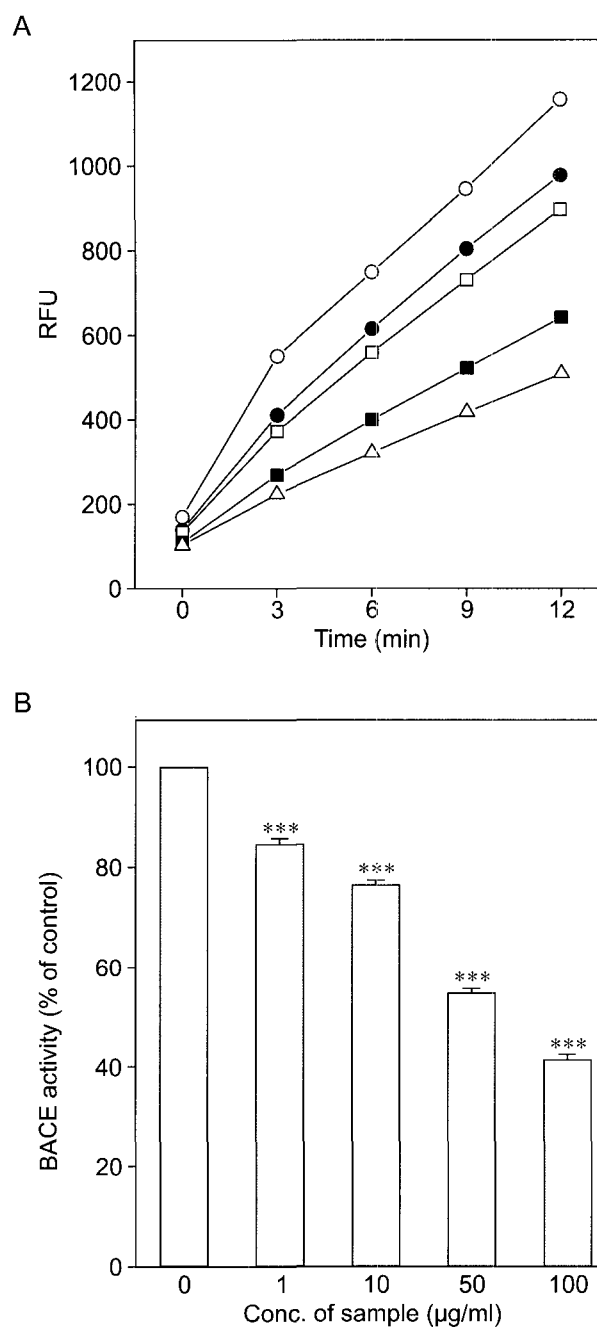 A
1200
1000
800
600
400
200
0
RFU
0 3 6 9 12
Time (min)
B
100
80
60
40
20
0
BACE activity (% of control)
***
***
***
***
0 1 10 50 100
Conc. of sample (µg/ml)